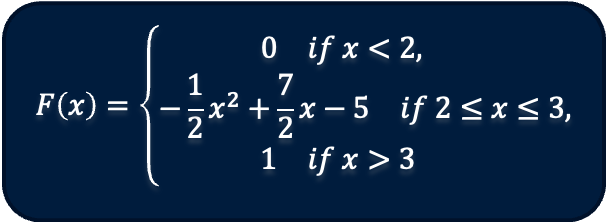 0 if x < 2,
F(x) = { -1/2x² + 7/2x - 5 if 2 ≤ x ≤ 3,
1 if x > 3